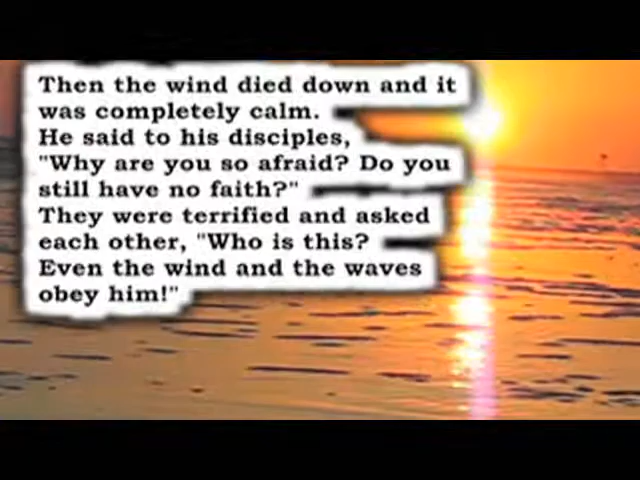 Then the wind died down and it
was completely calm.
He said to his disciples,
"Why are you so afraid? Do you
still have no faith?"
They were terrified and asked
each other, "Who is this?
Even the wind and the waves
obey him!"